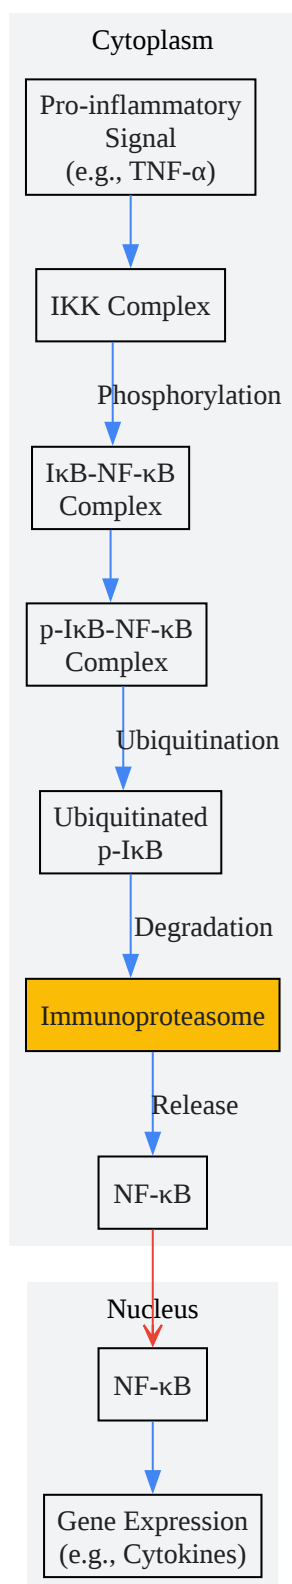 Cytoplasm
Pro-inflammatory
Signal
(e.g., TNF-α)
IKK Complex
Phosphorylation
IκB-NF-κB
Complex
p-IκB-NF-κB
Complex
Ubiquitination
Ubiquitinated
p-IκB
Degradation
Immunoproteasome
Release
NF-κB
Nucleus
NF-κB
Gene Expression
(e.g., Cytokines)